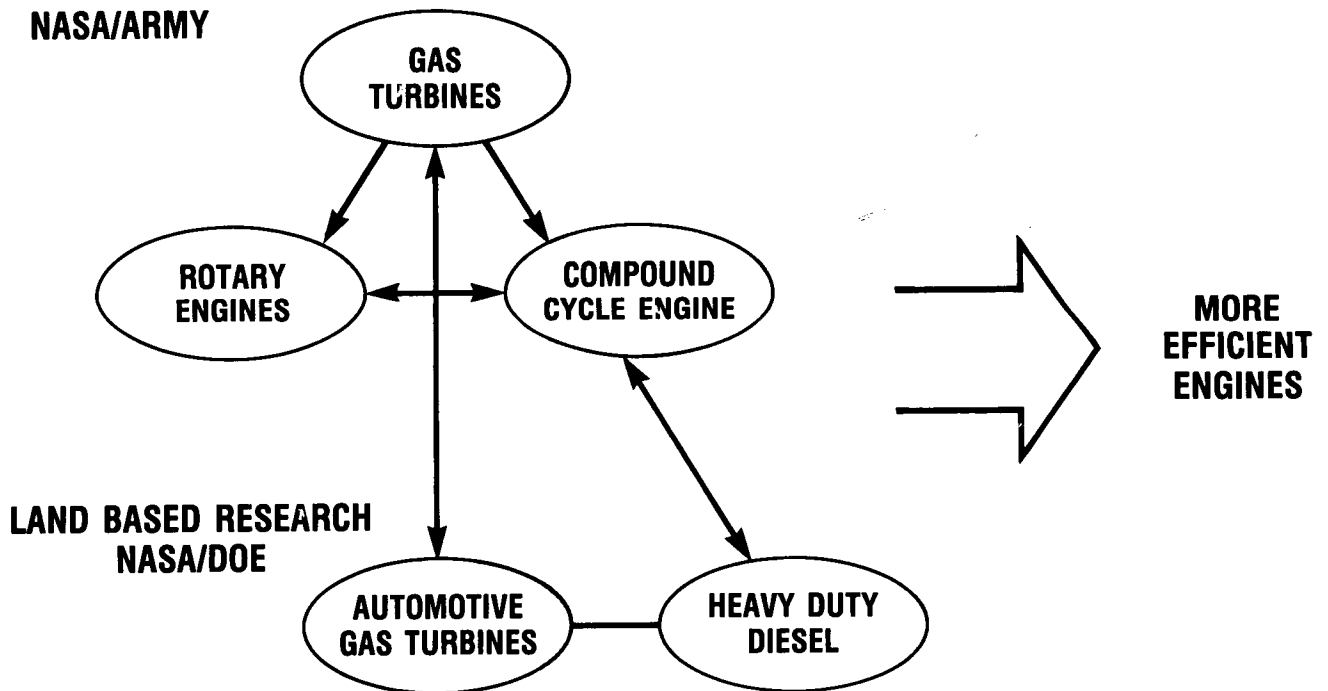 NASA/ARMY
GAS
TURBINES
ROTARY
ENGINES
COMPOUND
CYCLE ENGINE
MORE
EFFICIENT
ENGINES
LAND BASED RESEARCH
NASA/DOE
AUTOMOTIVE
GAS TURBINES
HEAVY DUTY
DIESEL